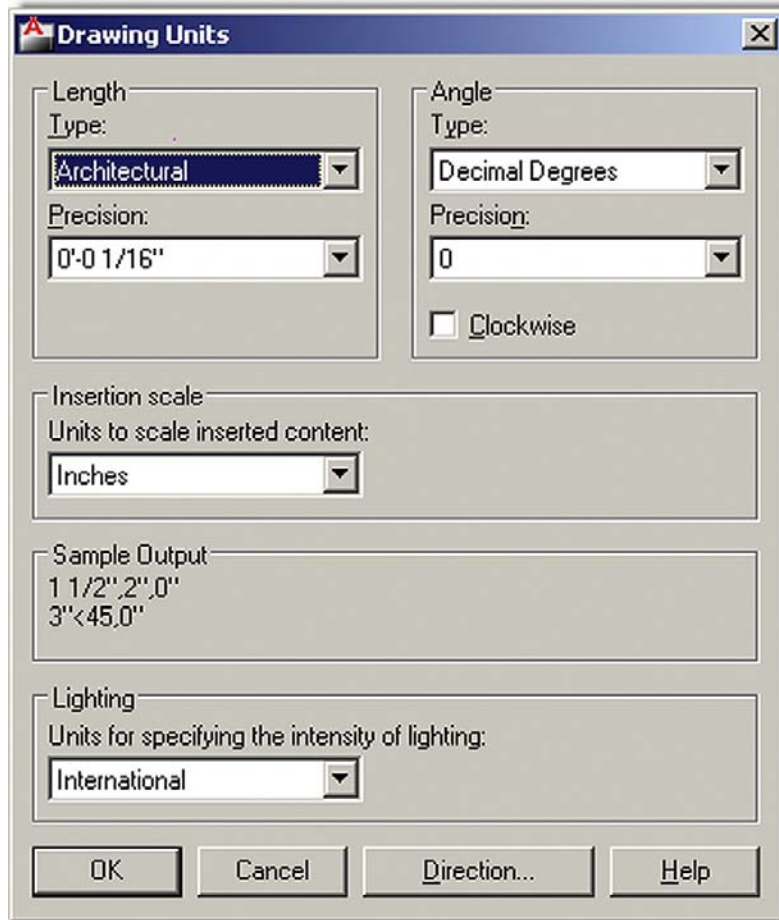 Drawing Units
Length
Type:
Architectural
Precision:
0'-0 1/16"
Angle
Type:
Decimal Degrees
Precision:
0
Clockwise
Insertion scale
Units to scale inserted content:
Inches
Sample Output
1 1/2",2",0"
3"<45,0"
Lighting
Units for specifying the intensity of lighting:
International
OK Cancel Direction... Help